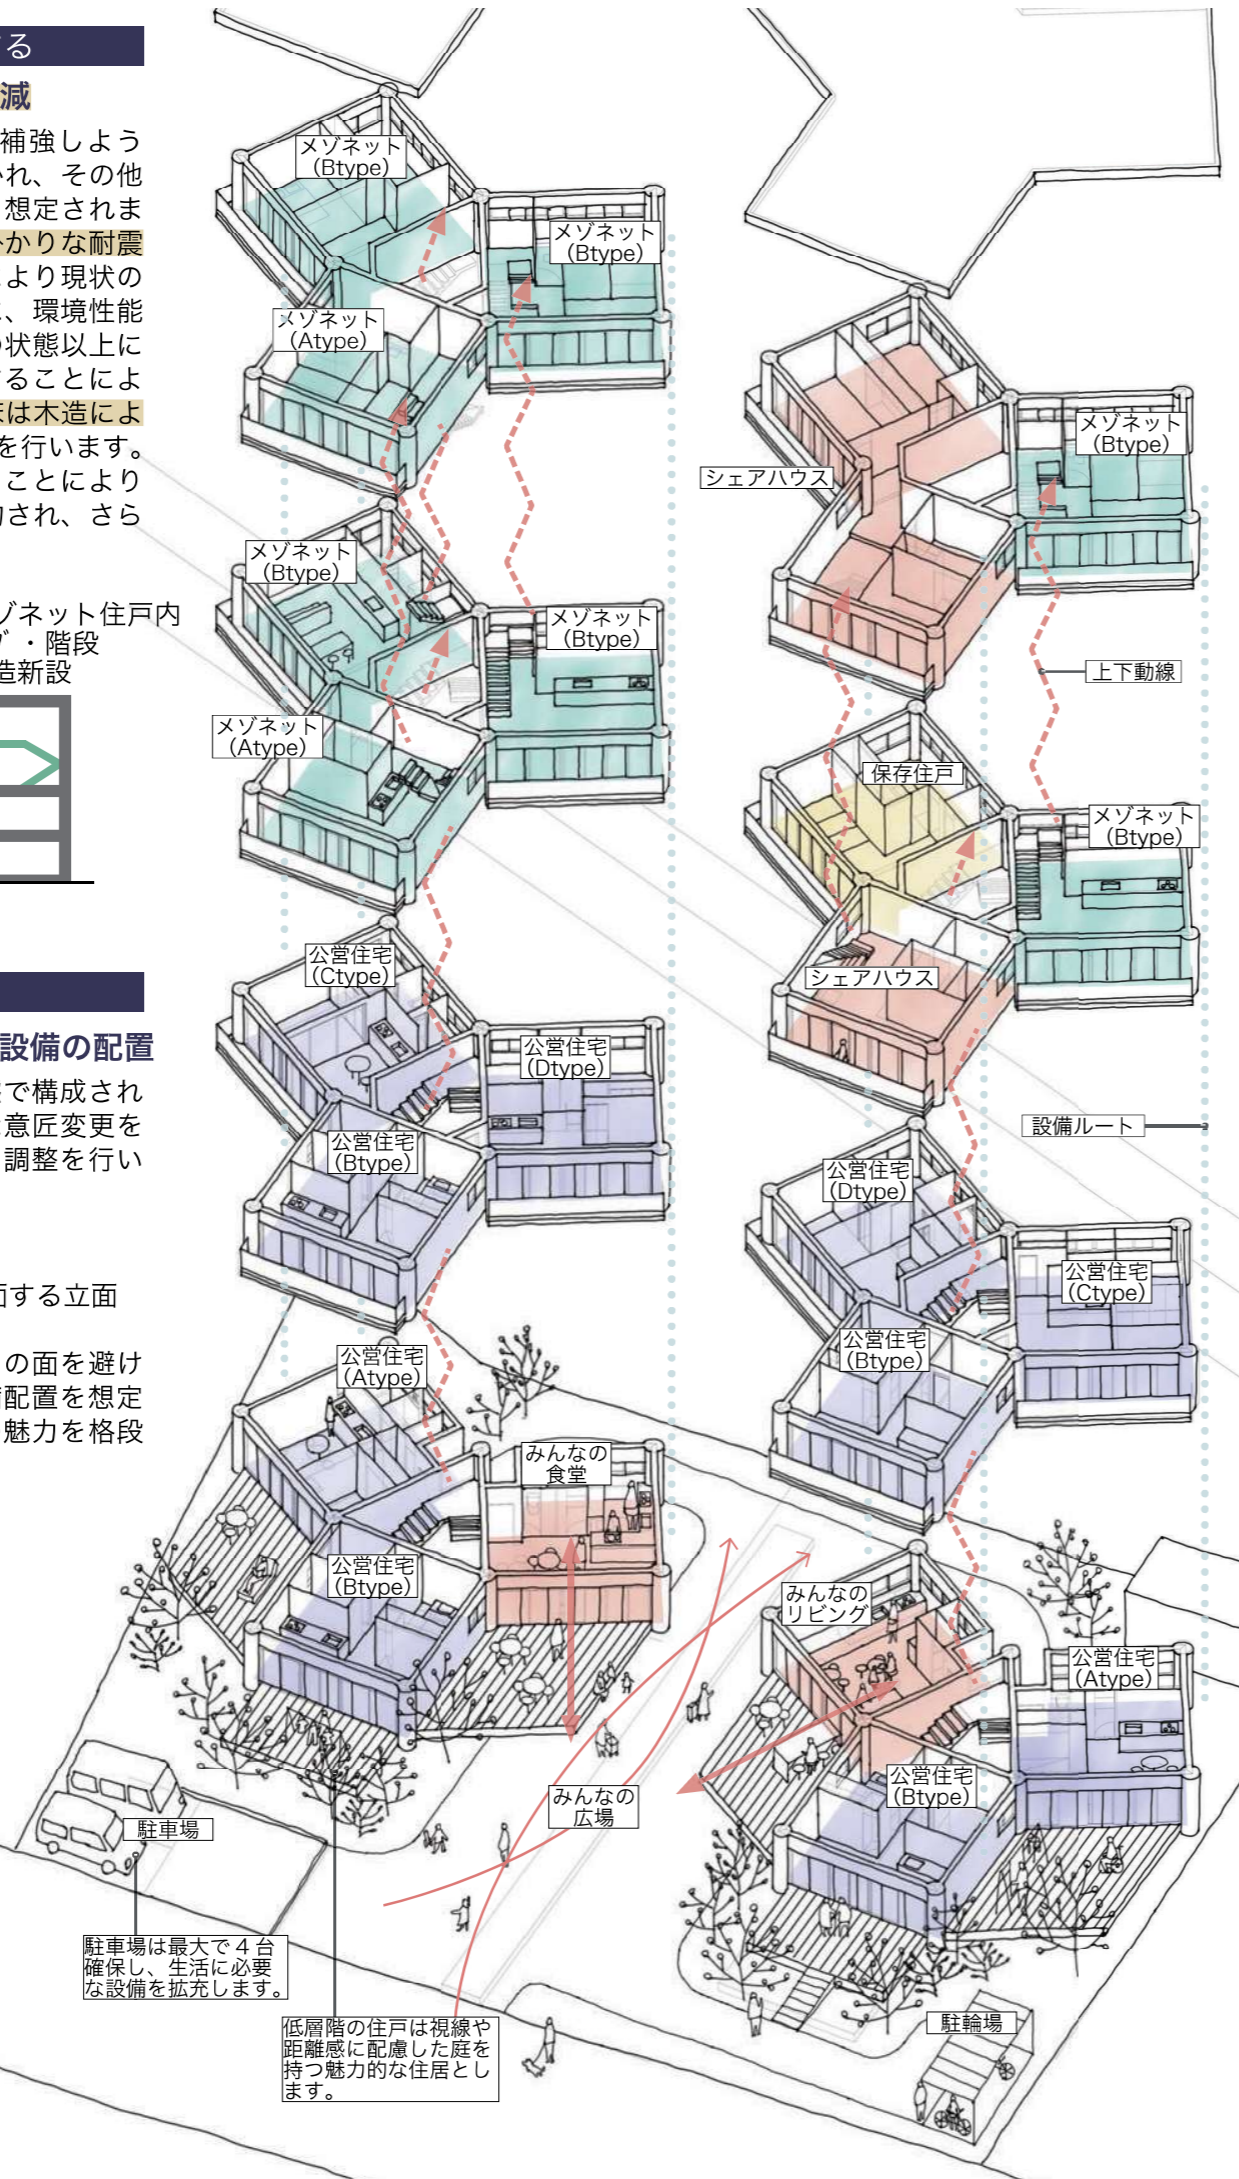 する
減
補強しよう
かれ、その他
想定されま
かりな耐震
より現状の
、環境性能
状態以上に
することによ
は木造によ
を行います。
ことにより
され、さら
ゾネット住戸内
・階段
造新設
設備の配置
で構成され
意匠変更を
調整を行い
面する立面
の面を避け
配置を想定
魅力を格段
メゾネット
(Btype)
メゾネット
(Btype)
メゾネット
(Atype)
メゾネット
(Btype)
メゾネット
(Btype)
メゾネット
(Atype)
公営住宅
(Ctype)
公営住宅
(Dtype)
公営住宅
(Btype)
公営住宅
(Atype)
みんなの
食堂
公営住宅
(Btype)
駐車場
駐車場は最大で4台
確保し、生活に必要
な設備を拡充します。
低層階の住戸は視線や
距離感に配慮した庭を
持つ魅力的な住居とし
ます。
みんなの
広場
メゾネット
(Btype)
シェアハウス
上下動線
保存住戸
メゾネット
(Btype)
シェアハウス
設備ルート
公営住宅
(Dtype)
公営住宅
(Ctype)
公営住宅
(Btype)
みんなの
リビング
公営住宅
(Atype)
公営住宅
(Btype)
駐輪場